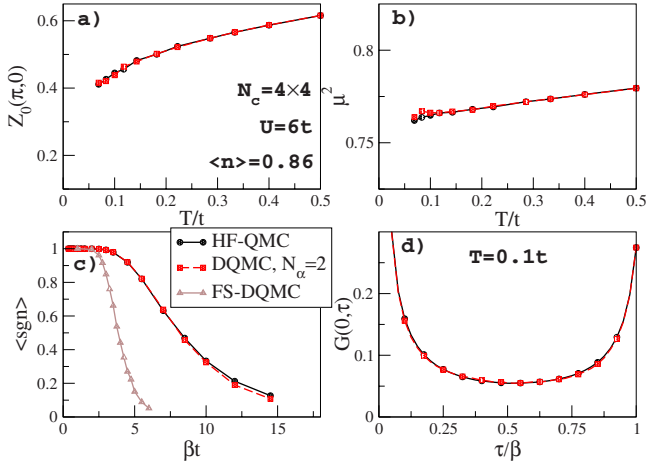 a)
0.6
0.4
0.2
Z₀(π,0)
N_c=4×4
U=6t
<n>=0.86
0 0.1 0.2 0.3 0.4 0.5
T/t
b)
0.8
0.75
μ²
0 0.1 0.2 0.3 0.4 0.5
T/t
c)
1
0.8
0.6
0.4
0.2
0
<sgn>
HF-QMC
DQMC, N_α=2
FS-DQMC
0 5 10 15
βt
d)
T=0.1t
0.2
0.1
0
G(0,τ)
0 0.25 0.5 0.75 1
τ/β